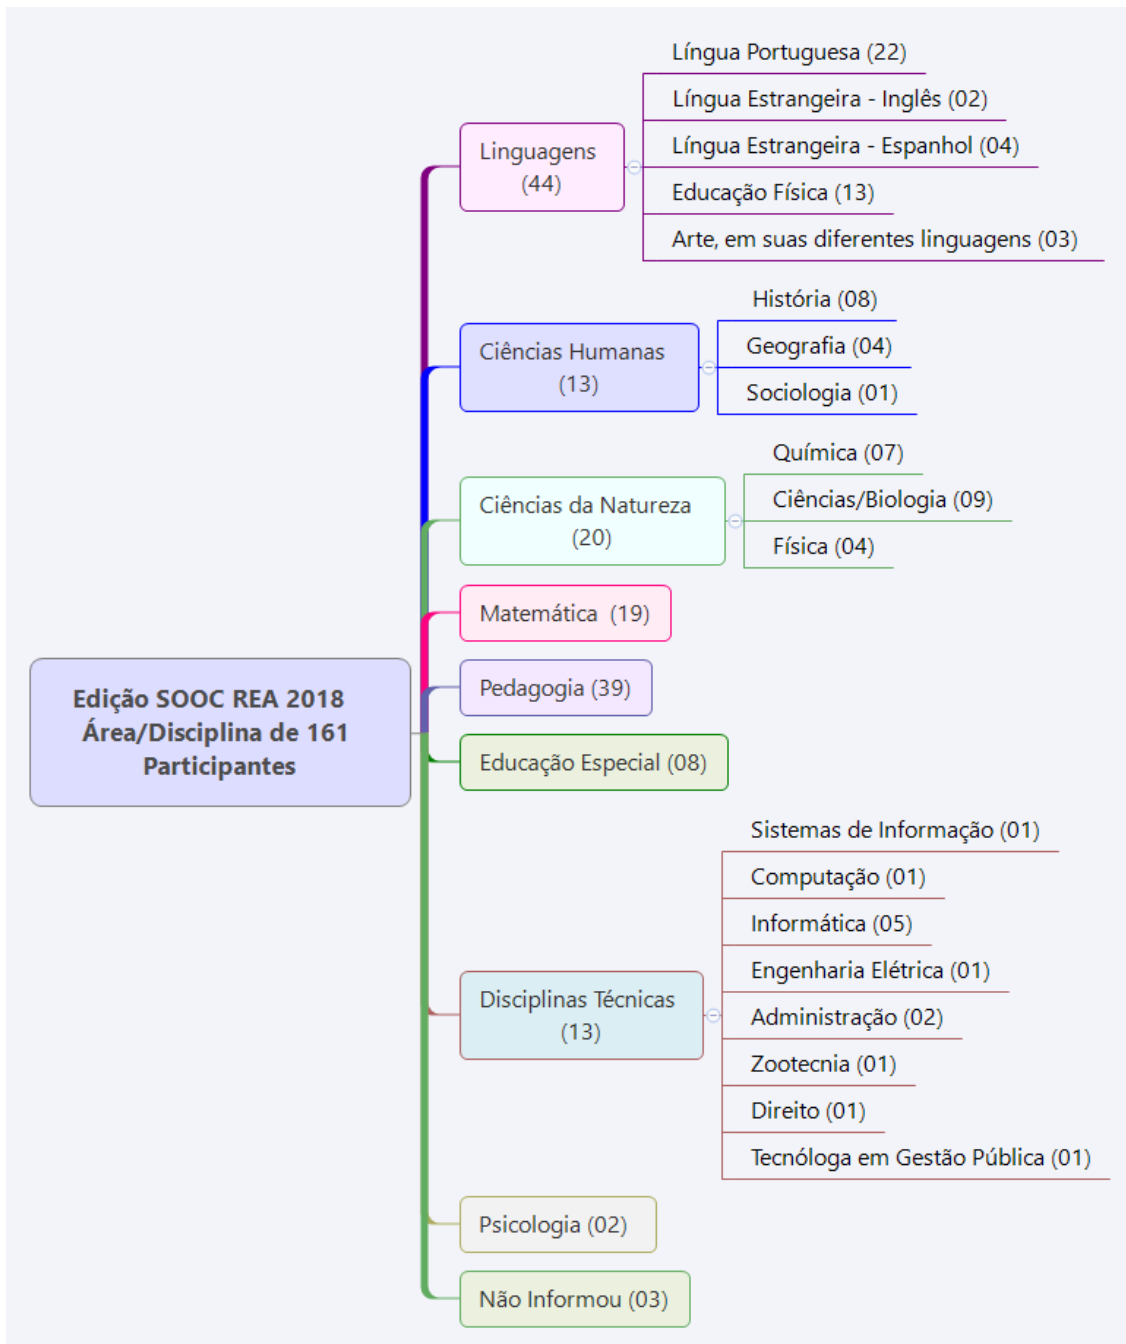 Edição SOOC REA 2018
Área/Disciplina de 161
Participantes
Linguagens
(44)
Língua Portuguesa (22)
Língua Estrangeira - Inglês (02)
Língua Estrangeira - Espanhol (04)
Educação Física (13)
Arte, em suas diferentes linguagens (03)
Ciências Humanas
(13)
História (08)
Geografia (04)
Sociologia (01)
Ciências da Natureza
(20)
Química (07)
Ciências/Biologia (09)
Física (04)
Matemática (19)
Pedagogia (39)
Educação Especial (08)
Disciplinas Técnicas
(13)
Sistemas de Informação (01)
Computação (01)
Informática (05)
Engenharia Elétrica (01)
Administração (02)
Zootecnia (01)
Direito (01)
Tecnóloga em Gestão Pública (01)
Psicologia (02)
Não Informou (03)